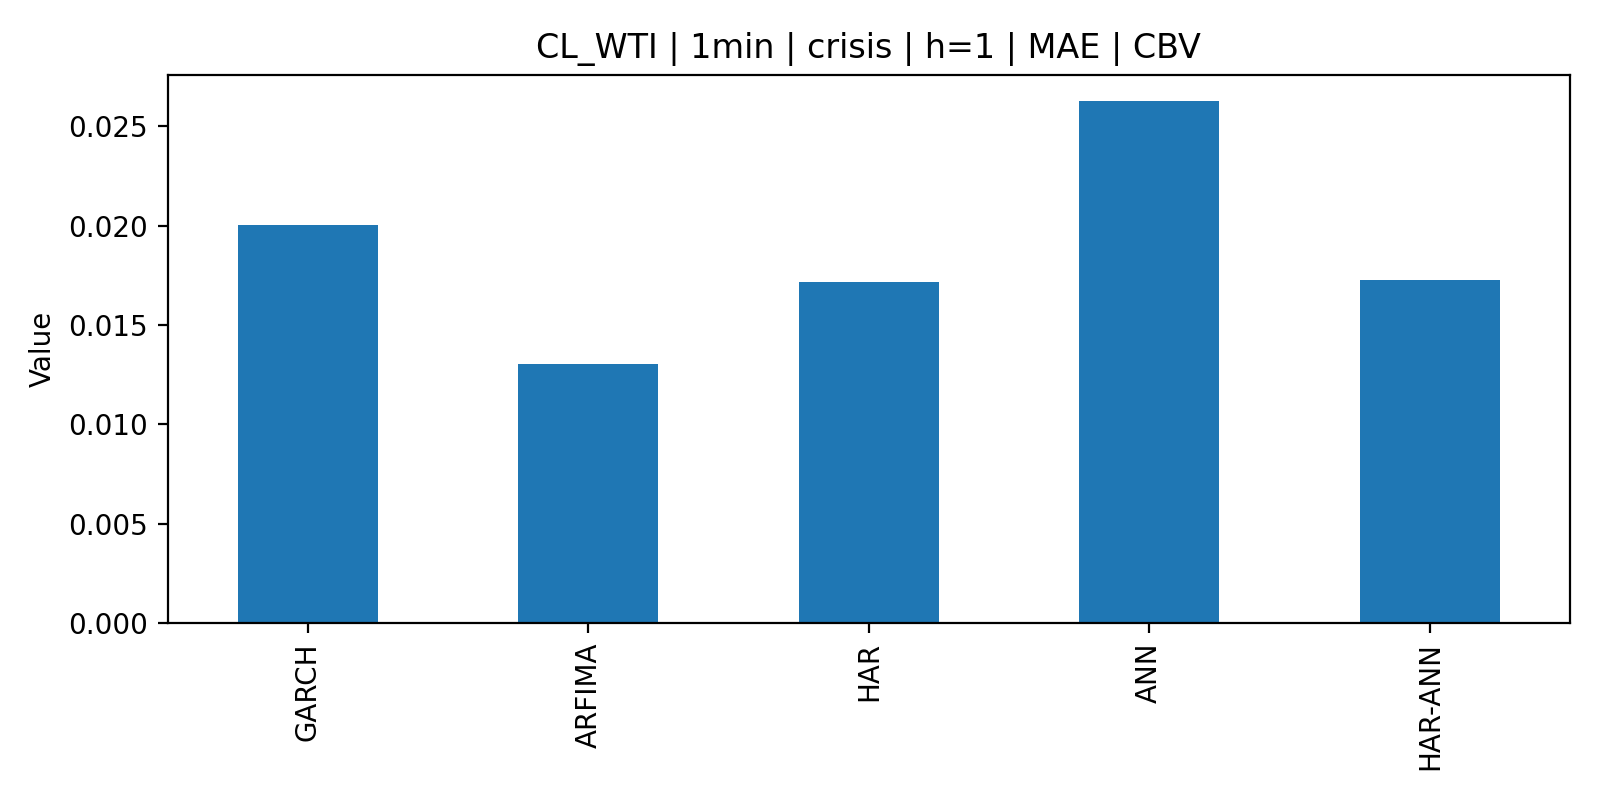 CL_WTI | 1min | crisis | h=1 | MAE | CBV
Value
0.025
0.020
0.015
0.010
0.005
0.000
GARCH
ARFIMA
HAR
ANN
HAR-ANN